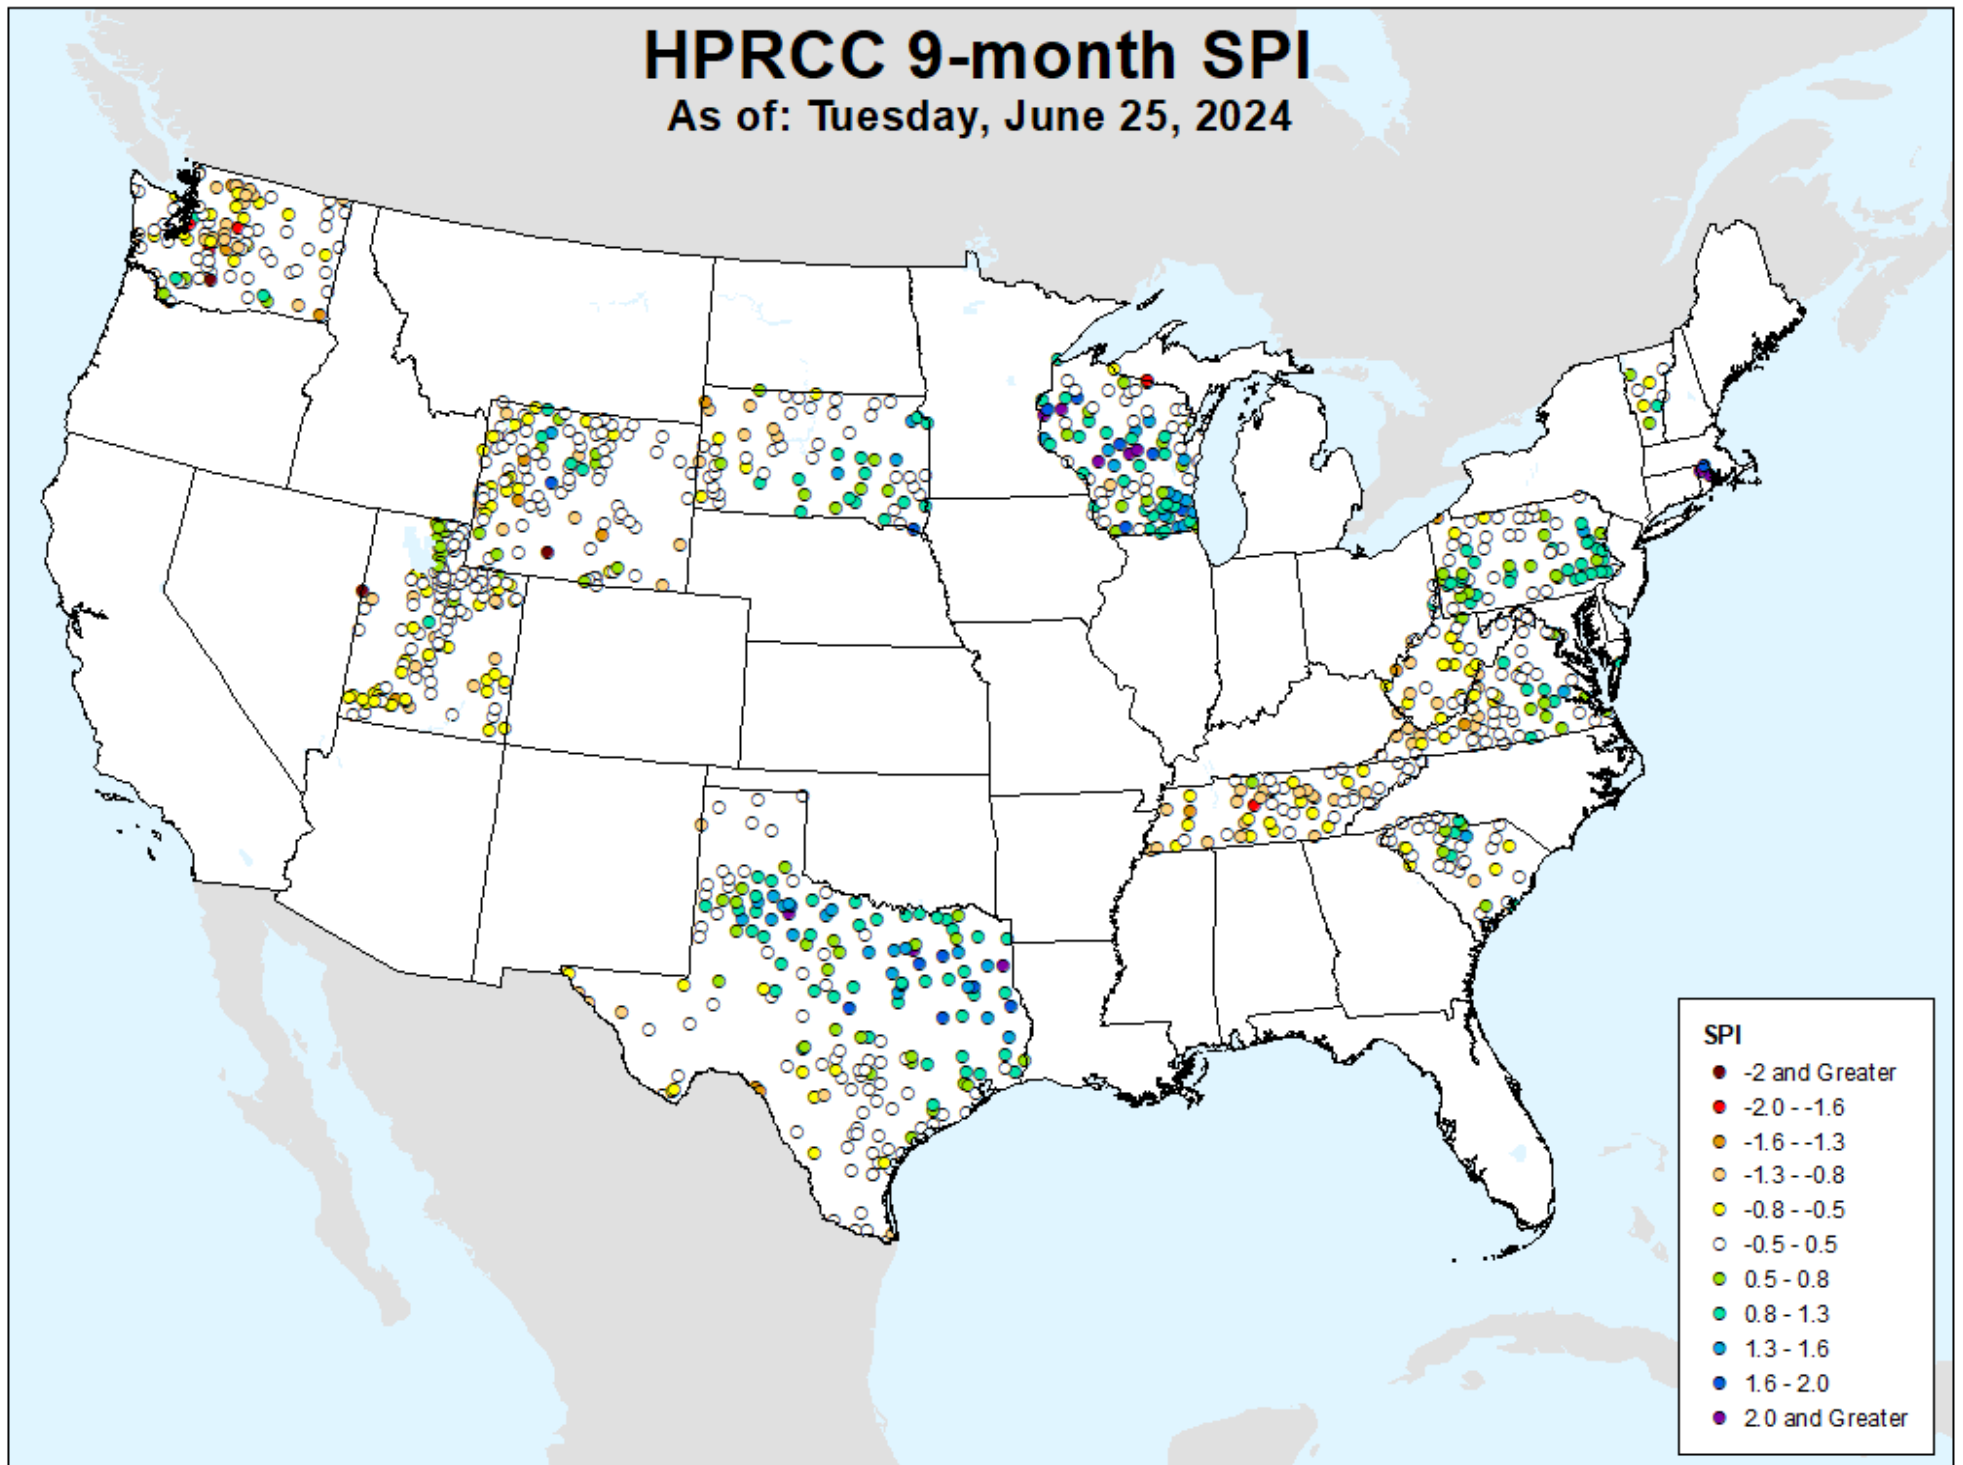 HPRCC 9-month SPI
As of: Tuesday, June 25, 2024
SPI
-2 and Greater
-2.0 - -1.6
-1.6 - -1.3
-1.3 - -0.8
-0.8 - -0.5
-0.5 - 0.5
0.5 - 0.8
0.8 - 1.3
1.3 - 1.6
1.6 - 2.0
2.0 and Greater